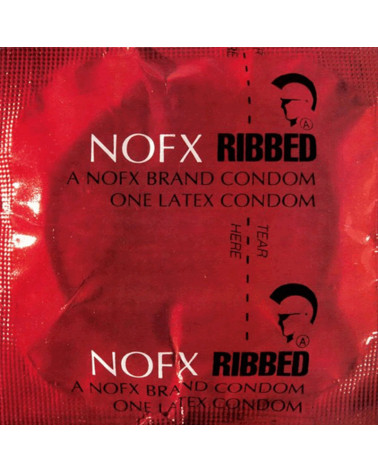 NOFX RIBBED
A NOFX BRAND CONDOM
ONE LATEX CONDOM
TEAR
HERE
A
NOFX RIBBED
A NOFX BRAND CONDOM
ONE LATEX CONDOM
A